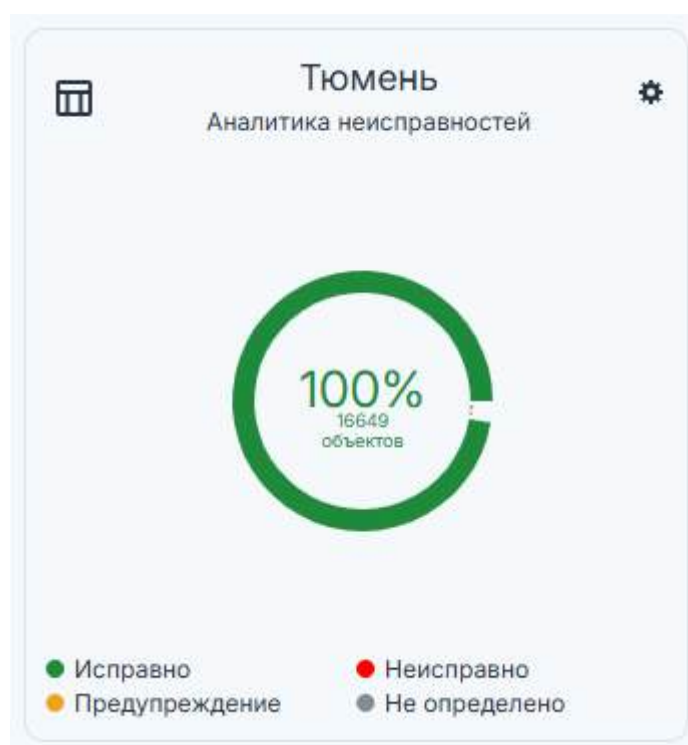 Тюмень
Аналитика неисправностей
100%
16649
объектов
Исправно
Неисправно
Предупреждение
Не определено